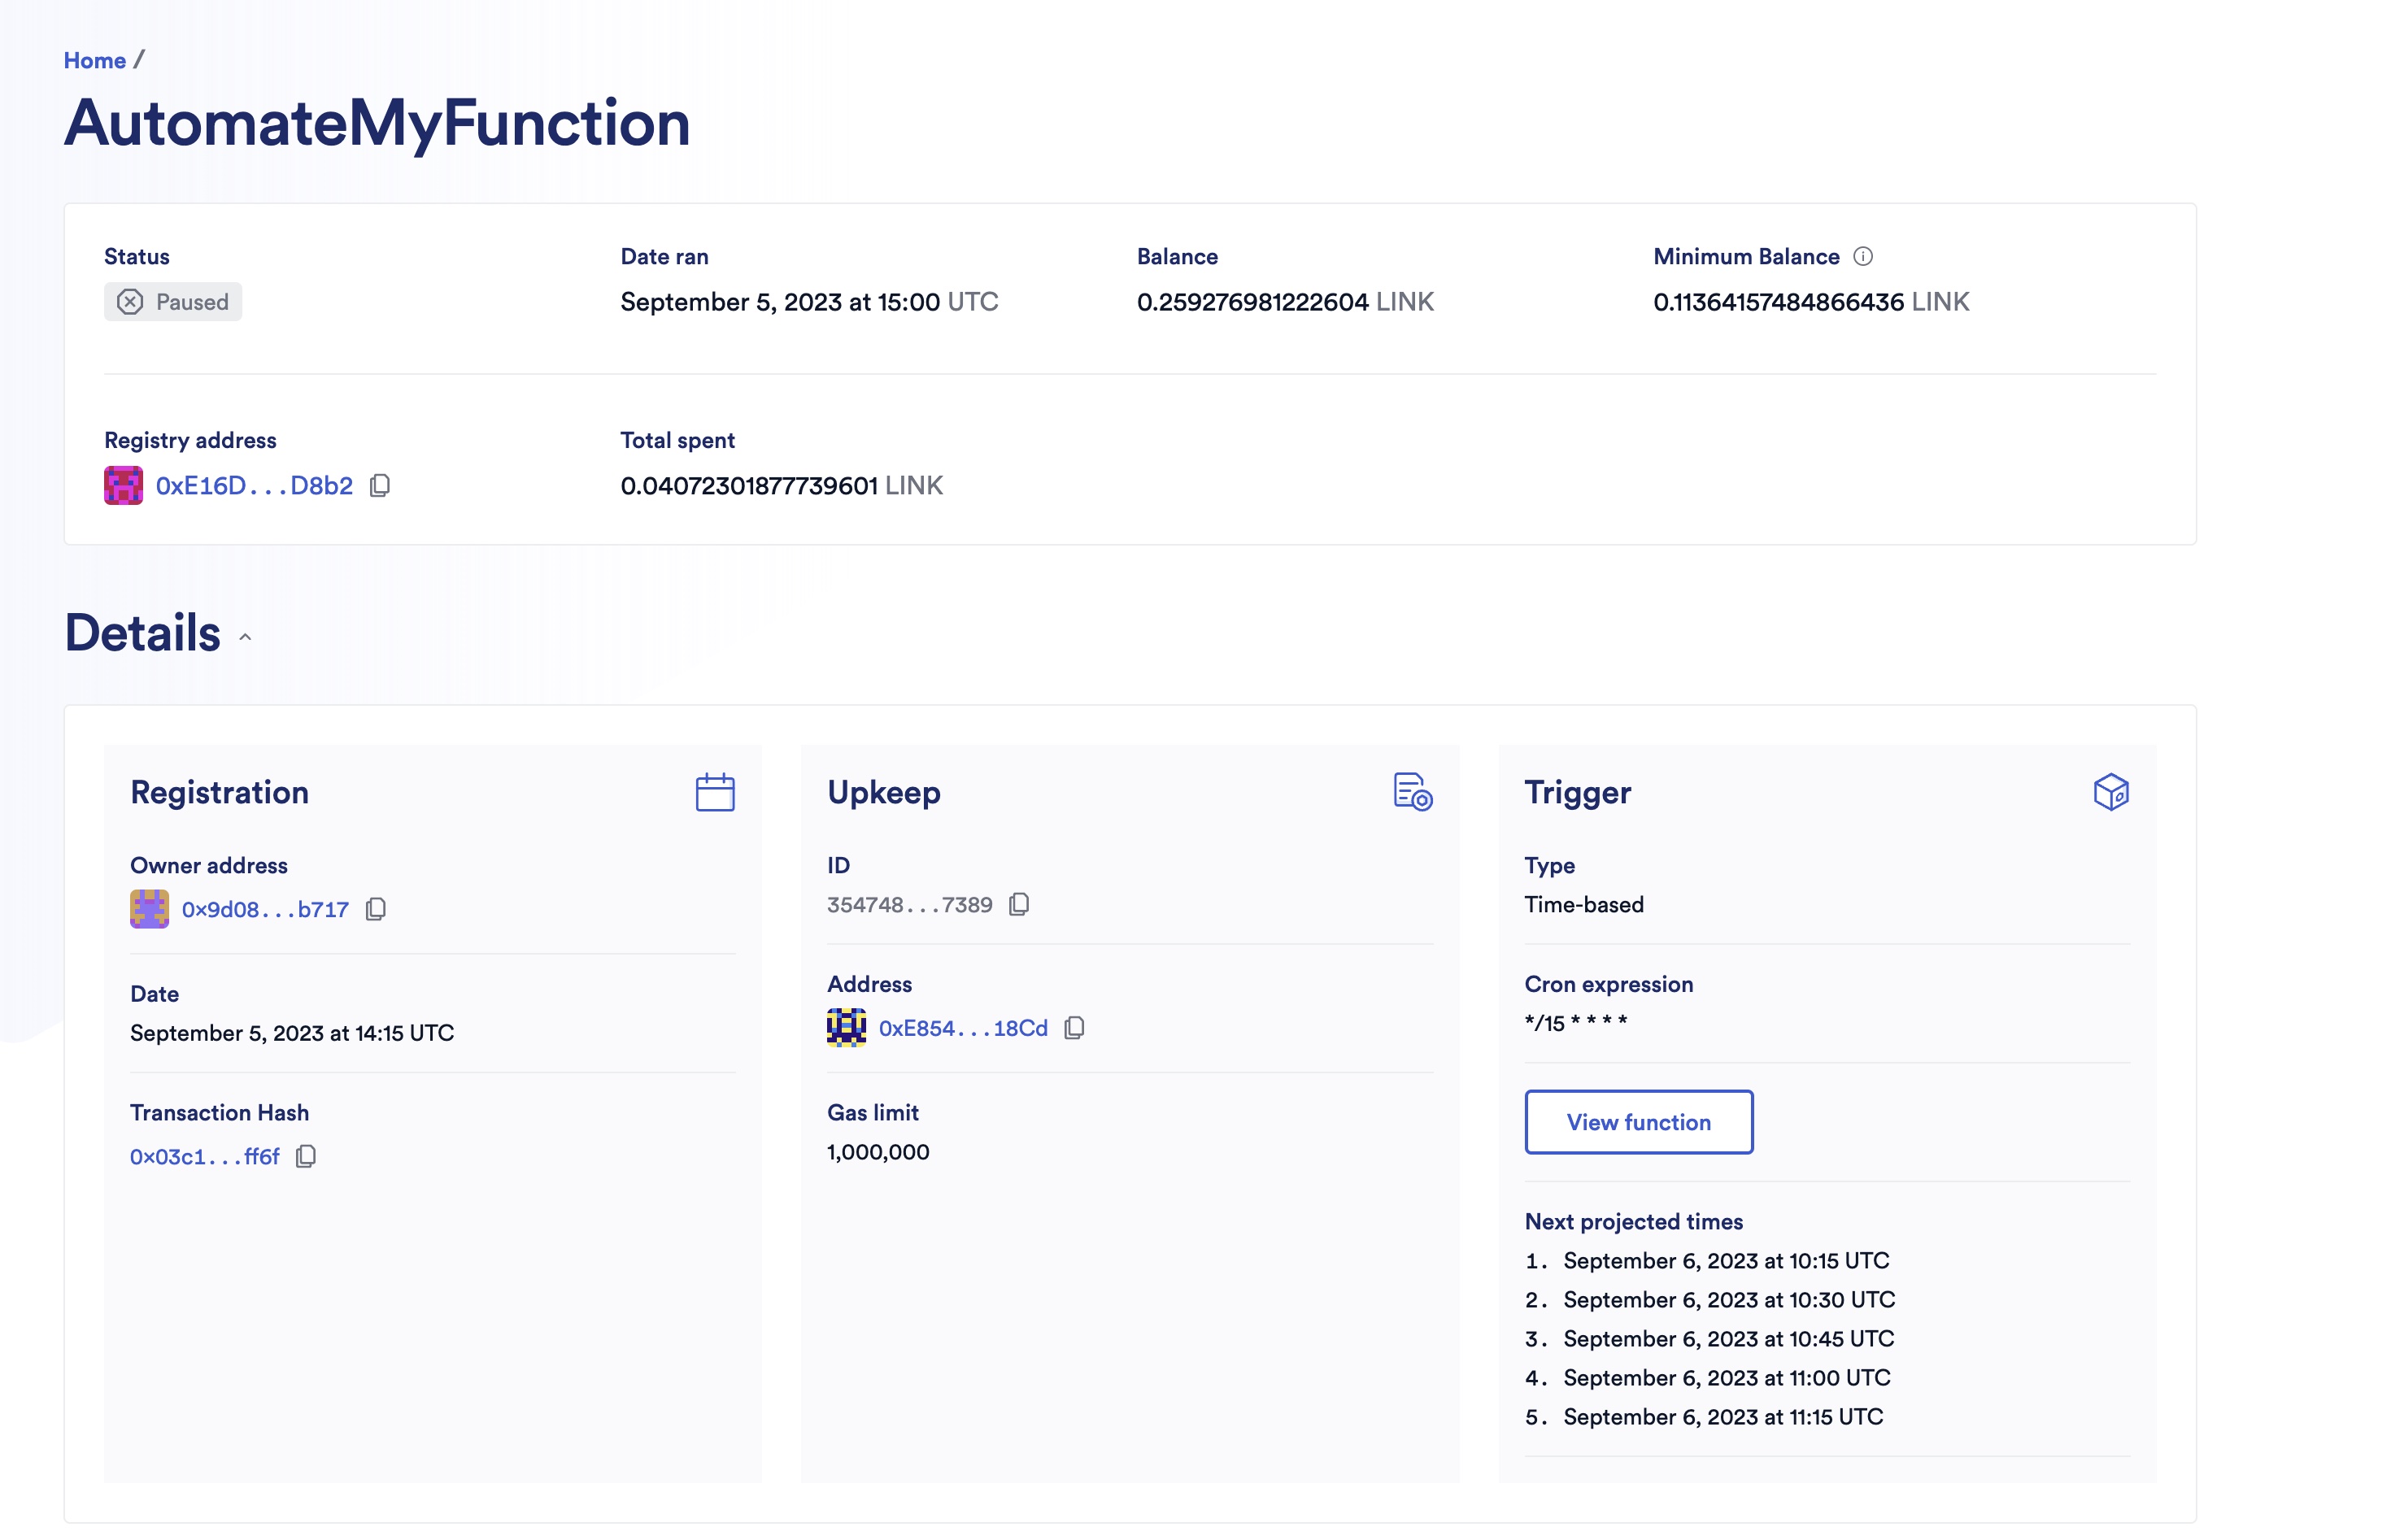 Home /
AutomateMyFunction
Status
Date ran
Balance
Minimum Balance
Paused
September 5, 2023 at 15:00 UTC
0.259276981222604 LINK
0.11364157484866436 LINK
Registry address
Total spent
0xE16D...D8b2
0.04072301877739601 LINK
Details
Registration
Owner address
0x9d08...b717
Date
September 5, 2023 at 14:15 UTC
Transaction Hash
0x03c1...ff6f
Upkeep
ID
354748...7389
Address
0xE854...18Cd
Gas limit
1,000,000
Trigger
Type
Time-based
Cron expression
*/15 * * * *
View function
Next projected times
1. September 6, 2023 at 10:15 UTC
2. September 6, 2023 at 10:30 UTC
3. September 6, 2023 at 10:45 UTC
4. September 6, 2023 at 11:00 UTC
5. September 6, 2023 at 11:15 UTC